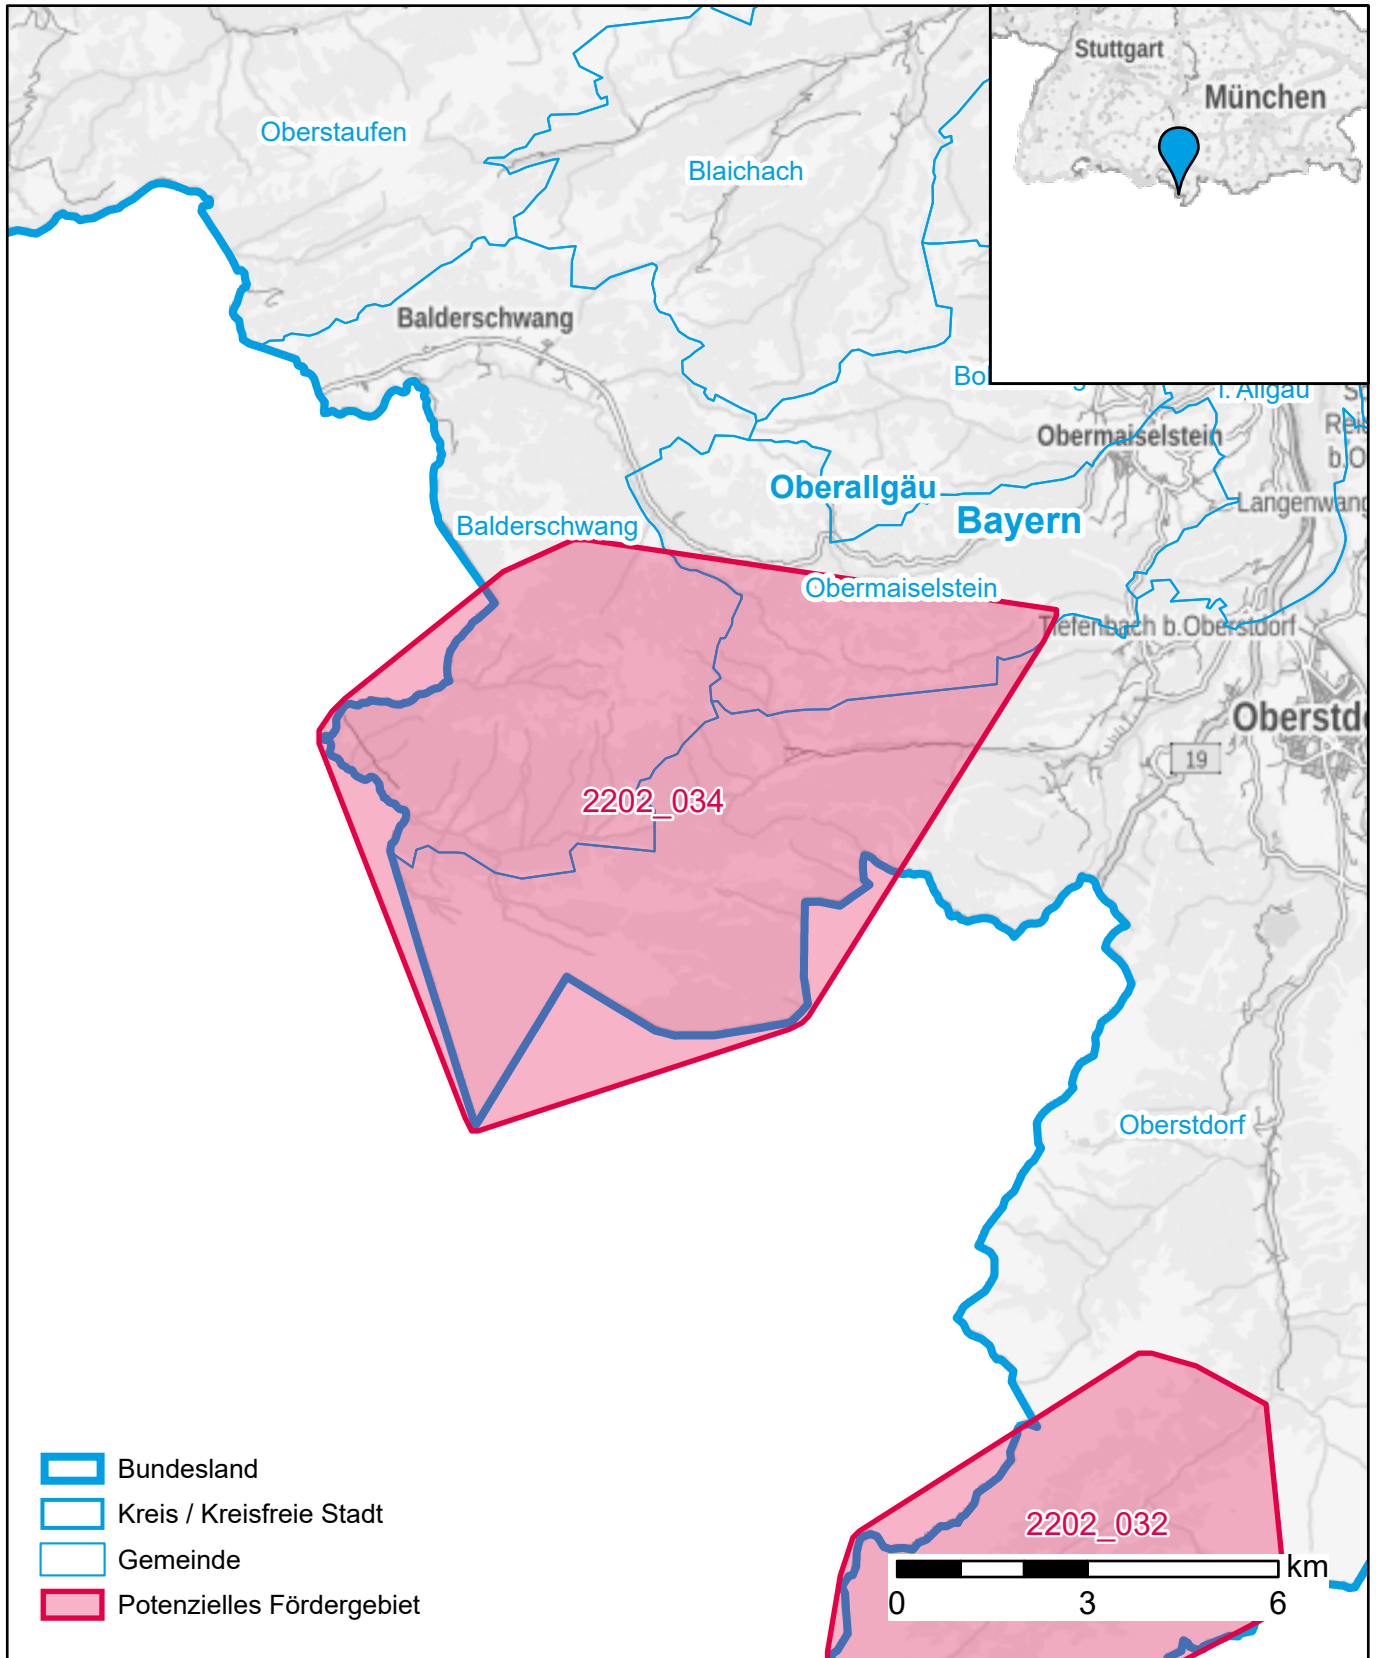 Stuttgart
München
Oberstaufen
Blaichach
Balderschwang
i. Allgäu
Obermaiselstein
Oberallgäu
Langenwang
Bayern
Balderschwang
Obermaiselstein
Tiefenbach b.Oberstdorf
19
2202_034
Oberstdorf
2202_032
Bundesland
Kreis / Kreisfreie Stadt
Gemeinde
Potenzielles Fördergebiet
km
0 3 6